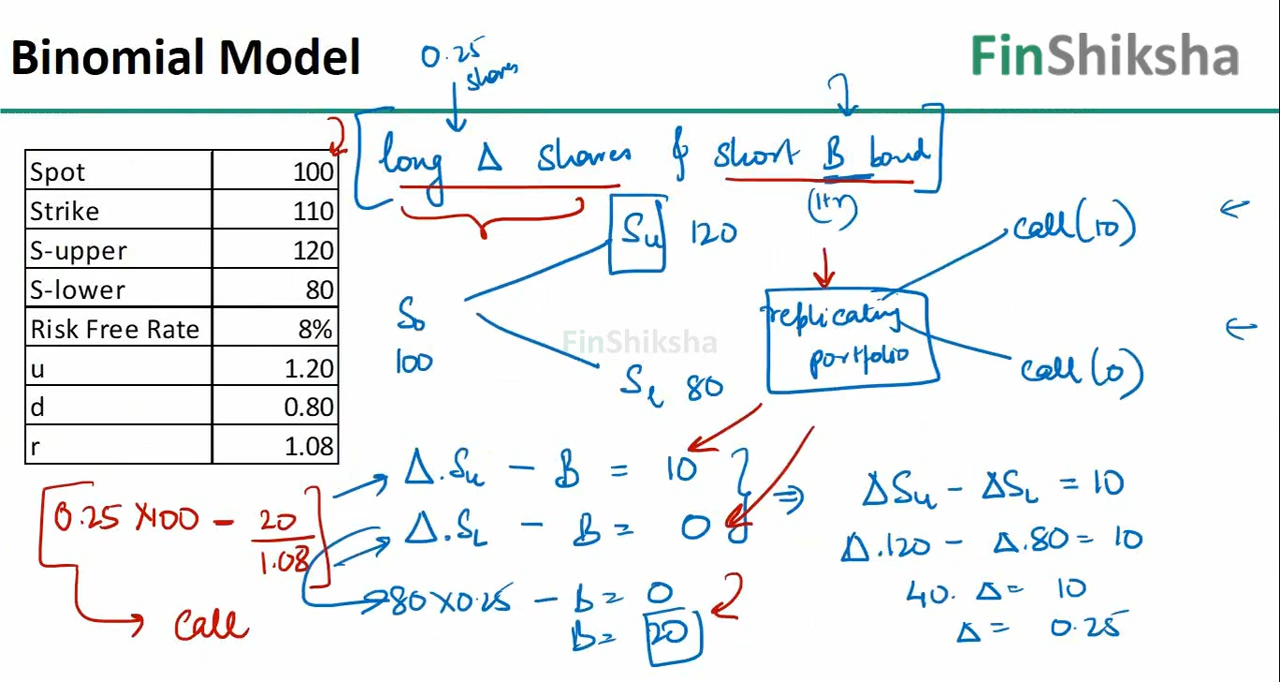 Binomial Model
FinShiksha
0.25
shares
long Δ shares & short B bond
(1+r)
Spot 100
Strike 110
S-upper 120
S-lower 80
Risk Free Rate 8%
u 1.20
d 0.80
r 1.08
Su 120
S0
100
Sl 80
FinShiksha
replicating
portfolio
call(10)
call(0)
Δ.Su - B = 10
Δ.SL - B = 0
80×0.25 - B = 0
B = 20
⇒ ΔSu - ΔSL = 10
Δ.120 - Δ.80 = 10
40. Δ = 10
Δ = 0.25
0.25×100 - 20
1.08
call